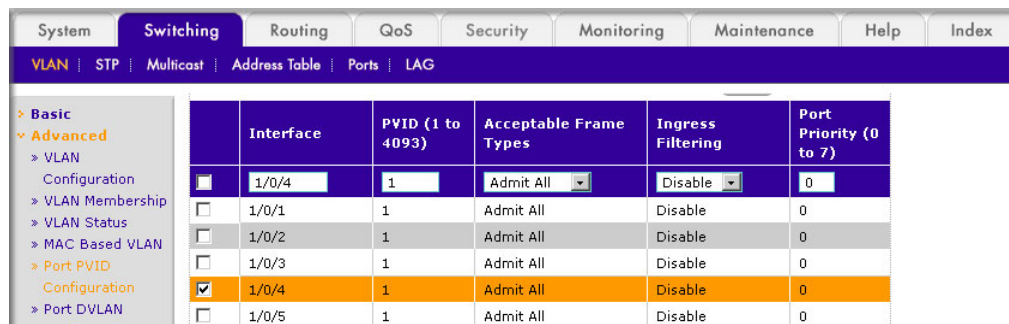 System Switching Routing QoS Security Monitoring Maintenance Help Index
VLAN STP Multicast Address Table Ports LAG
Basic
Advanced
» VLAN
Configuration
» VLAN Membership
» VLAN Status
» MAC Based VLAN
» Port PVID
Configuration
» Port DVLAN
Interface PVID (1 to 4093) Acceptable Frame Types Ingress Filtering Port Priority (0 to 7)
1/0/4 1 Admit All Disable 0
1/0/1 1 Admit All Disable 0
1/0/2 1 Admit All Disable 0
1/0/3 1 Admit All Disable 0
1/0/4 1 Admit All Disable 0
1/0/5 1 Admit All Disable 0